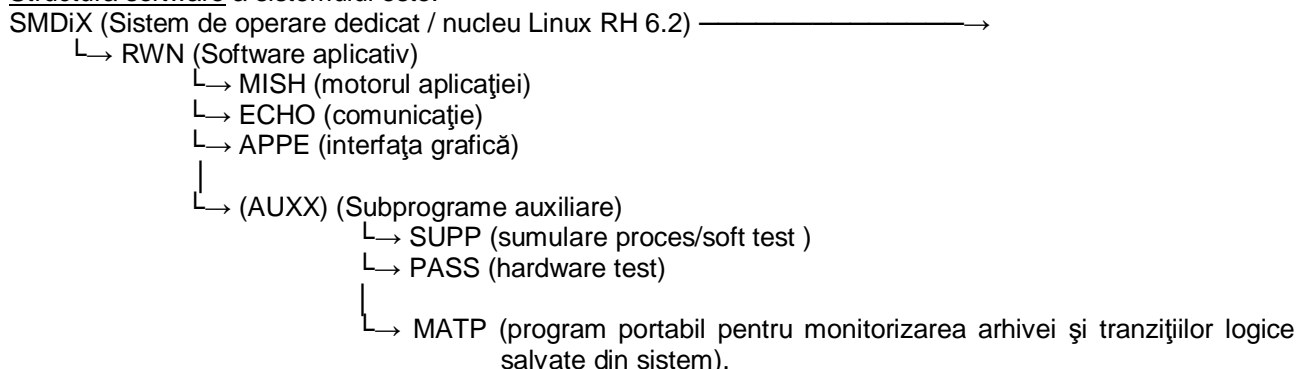 Structura software a sistemului este:
SMDiX (Sistem de operare dedicat / nucleu Linux RH 6.2) ─────────────→
└→ RWN (Software aplicativ)
└→ MISH (motorul aplicaţiei)
└→ ECHO (comunicaţie)
└→ APPE (interfaţa grafică)
│
└→ (AUXX) (Subprograme auxiliare)
└→ SUPP (sumulare proces/soft test )
└→ PASS (hardware test)
│
└→ MATP (program portabil pentru monitorizarea arhivei şi tranziţiilor logice
salvate din sistem).